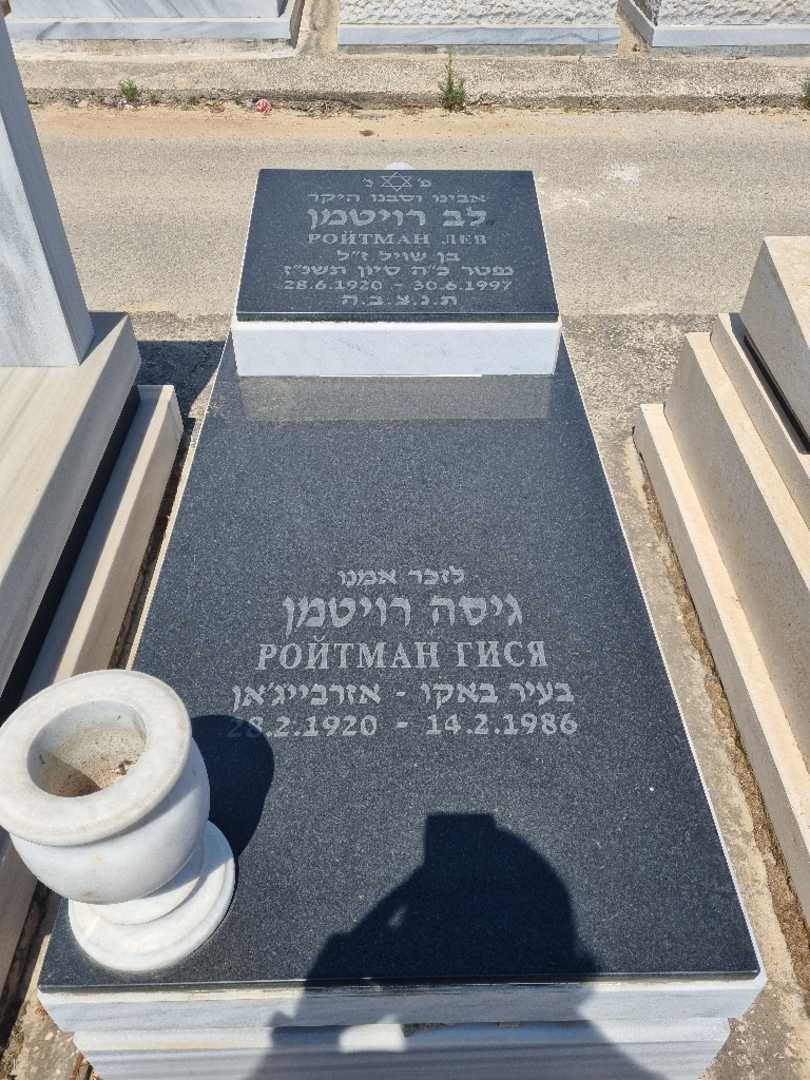 פ' נ'
אבינו וסבנו היקר
לב רויטמן
РОЙТМАН ЛЕВ
בן שויל ז"ל
נפטר כ"ה סיון תשנ"ז
28.6.1920 - 30.6.1997
ת.נ.צ.ב.ה
לזכר אמנו
גיסה רויטמן
РОЙТМАН ГИСЯ
בעיר באקו - אזרבייג'אן
28.2.1920 - 14.2.1986